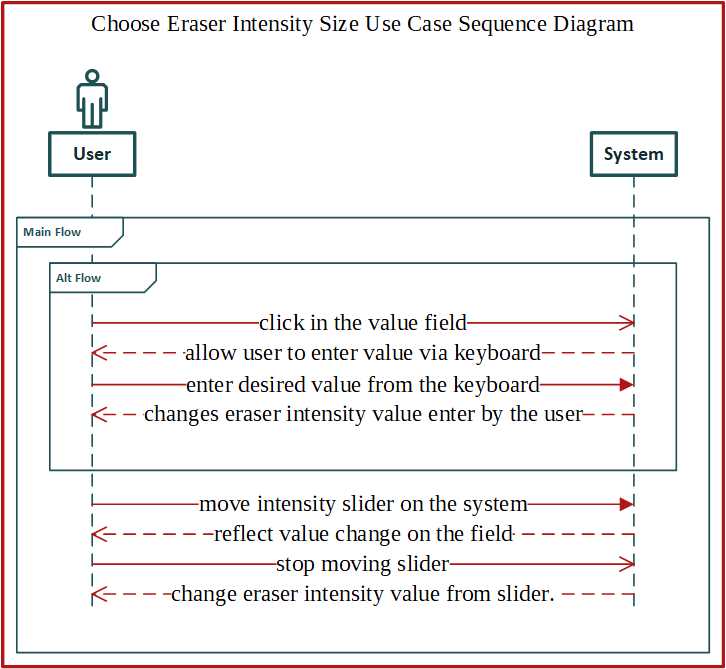 Choose Eraser Intensity Size Use Case Sequence Diagram
User
System
Main Flow
Alt Flow
click in the value field
allow user to enter value via keyboard
enter desired value from the keyboard
changes eraser intensity value enter by the user
move intensity slider on the system
reflect value change on the field
stop moving slider
change eraser intensity value from slider.